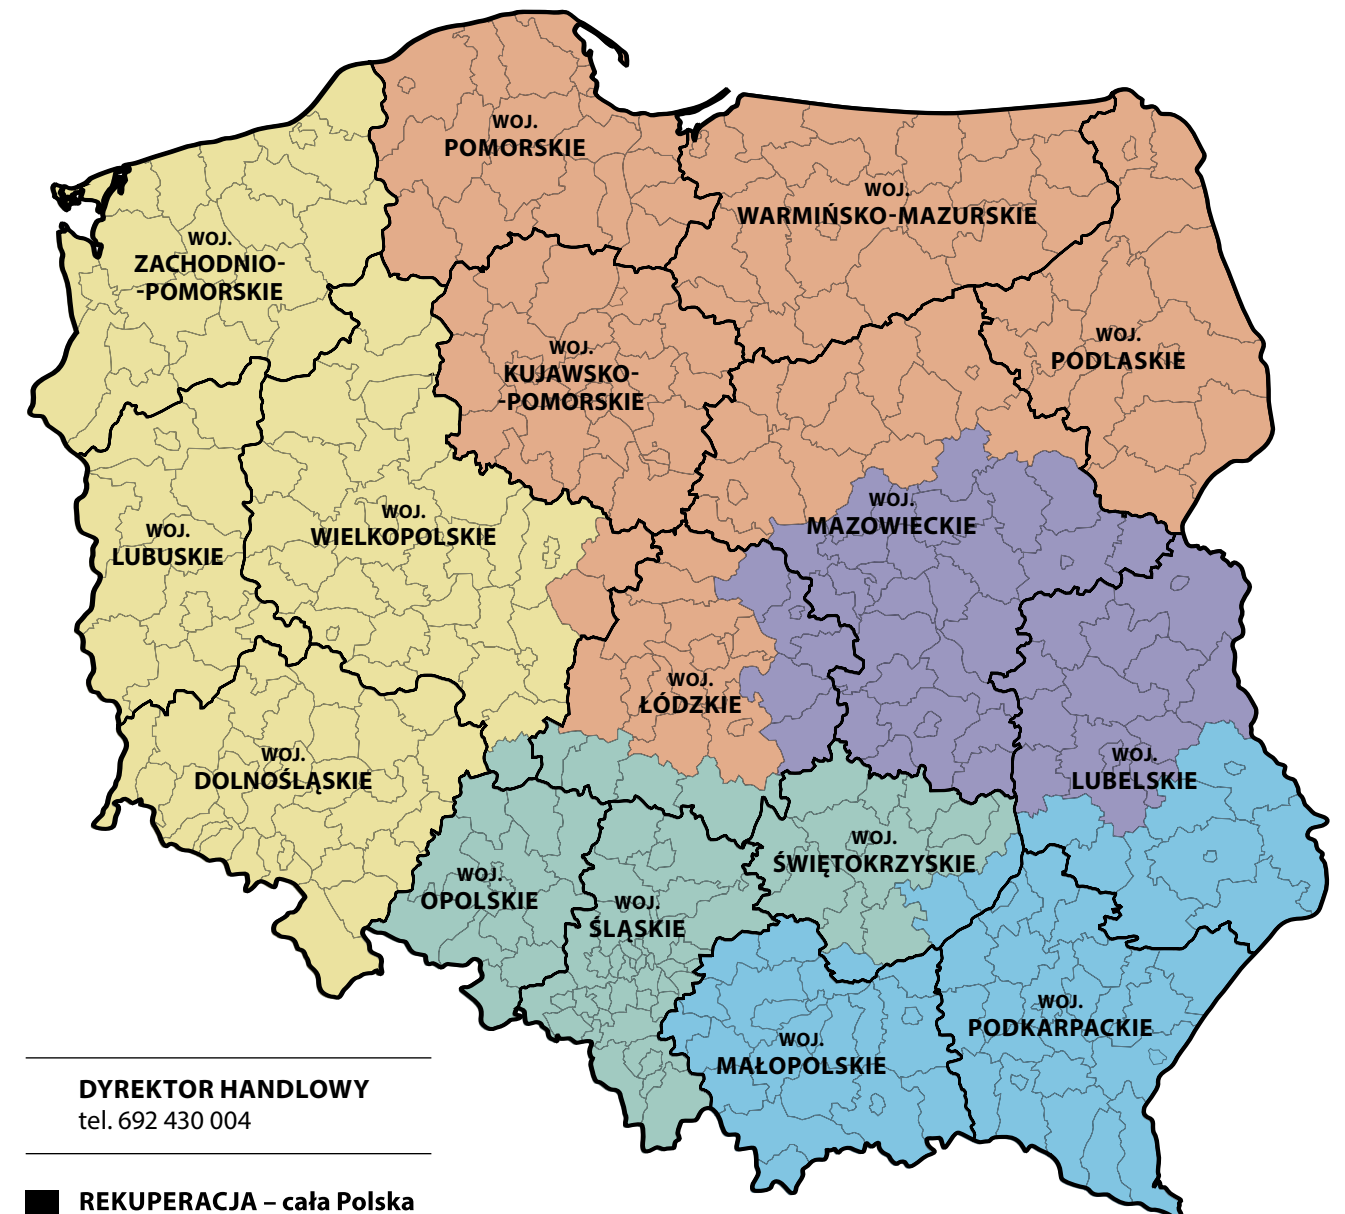 WOJ.
POMORSKIE
WOJ.
WARMIŃSKO-MAZURSKIE
WOJ.
ZACHODNIO-
-POMORSKIE
WOJ.
PODLASKIE
WOJ.
KUJAWSKO-
-POMORSKIE
WOJ.
MAZOWIECKIE
WOJ.
WIELKOPOLSKIE
WOJ.
LUBUSKIE
WOJ.
ŁÓDZKIE
WOJ.
DOLNOŚLĄSKIE
WOJ.
LUBELSKIE
WOJ.
ŚWIĘTOKRZYSKIE
WOJ.
OPOLSKIE
WOJ.
ŚLĄSKIE
WOJ.
PODKARPACKIE
WOJ.
MAŁOPOLSKIE
DYREKTOR HANDLOWY
tel. 692 430 004
REKUPERACJA – cała Polska